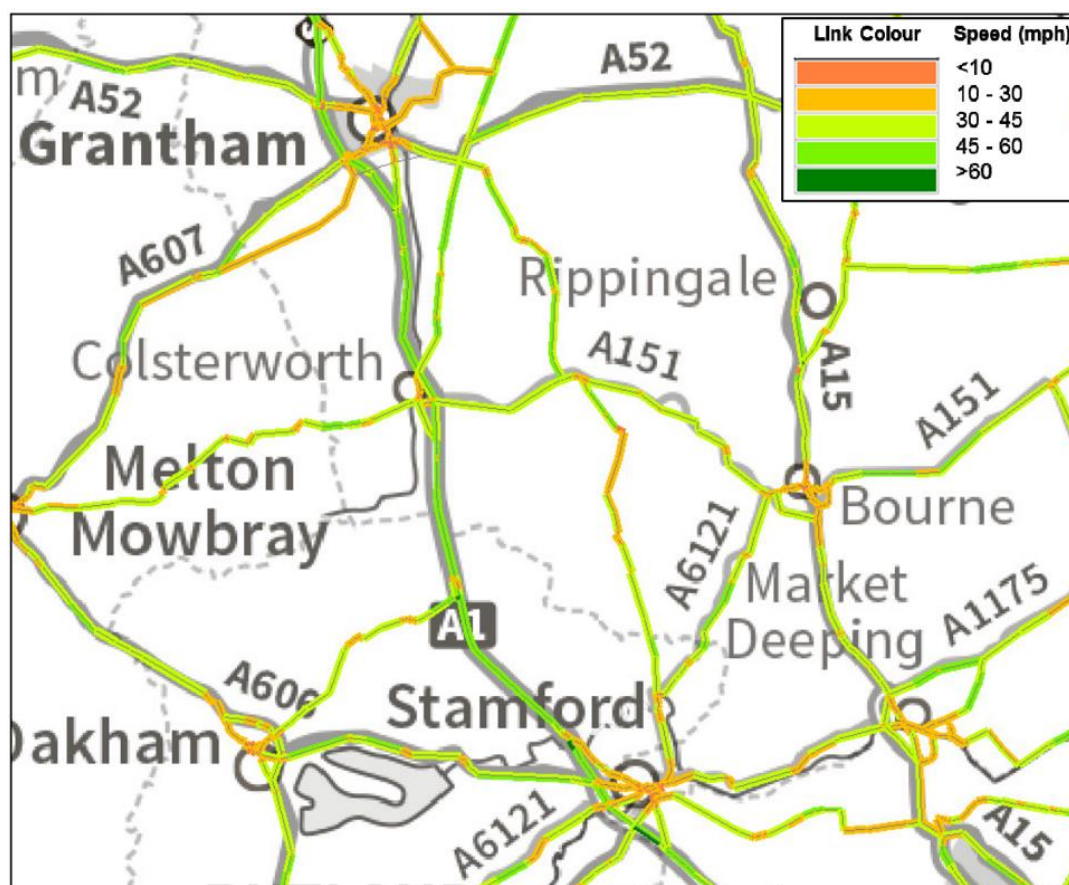 Link Colour Speed (mph)
<10
10 - 30
30 - 45
45 - 60
>60
A52
m
A52
Grantham
A607
Rippingale
Colsterworth
A151
A15
A151
Melton
Mowbray
Bourne
A6121
Market
Deeping
A1175
A1
A606
Stamford
Oakham
A6121
A15